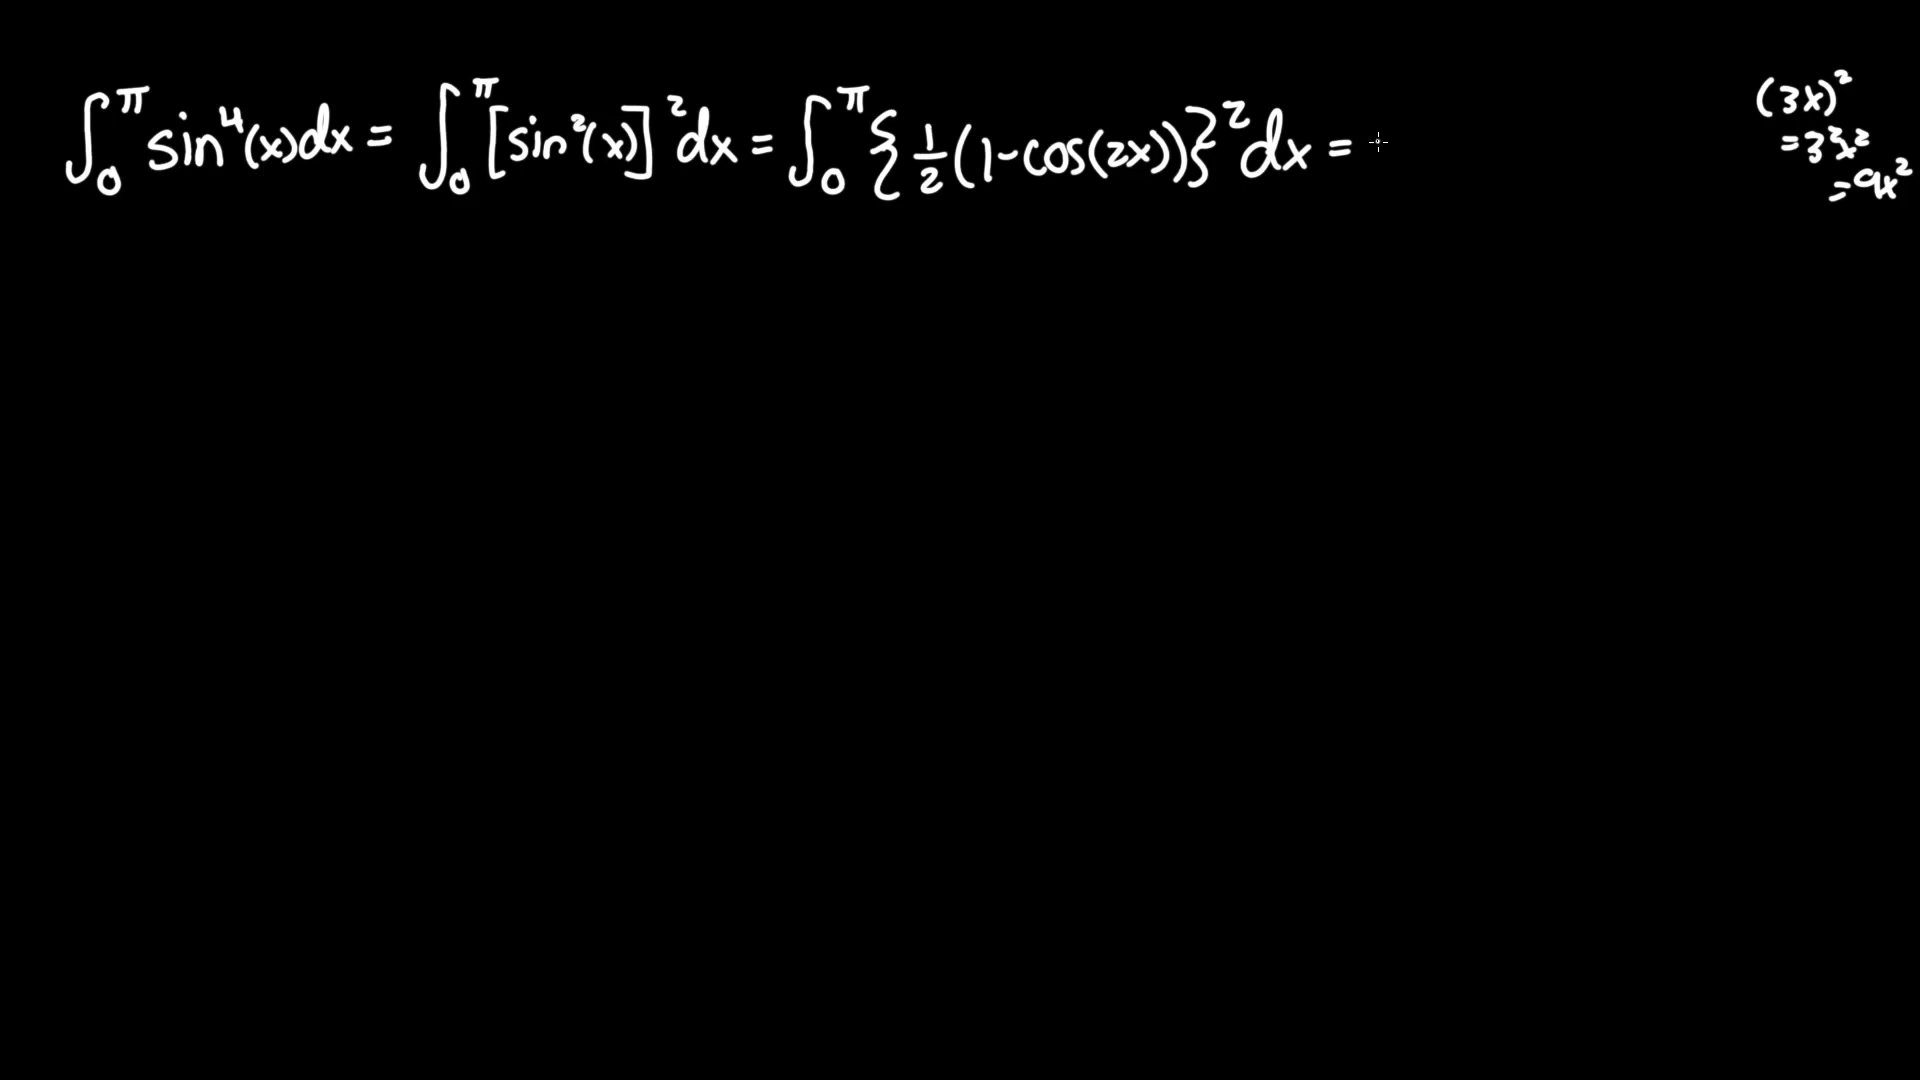 ∫₀^π sin⁴(x)dx = ∫₀^π [sin²(x)]² dx = ∫₀^π {½(1-cos(2x))}² dx =
(3x)²
=3²x²
=9x²